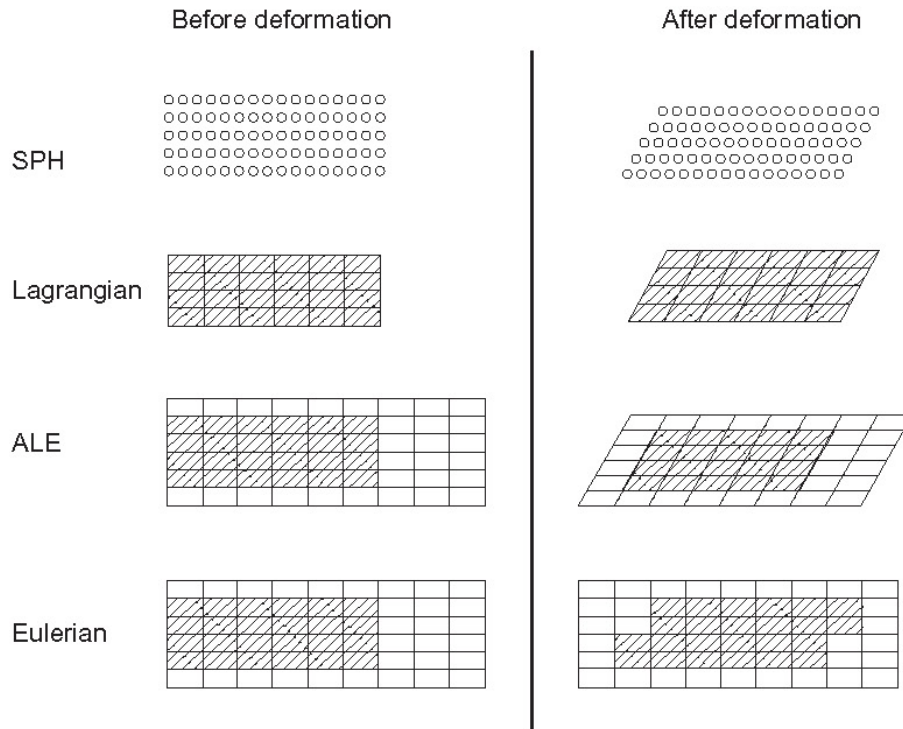 Before deformation
After deformation
SPH
Lagrangian
ALE
Eulerian